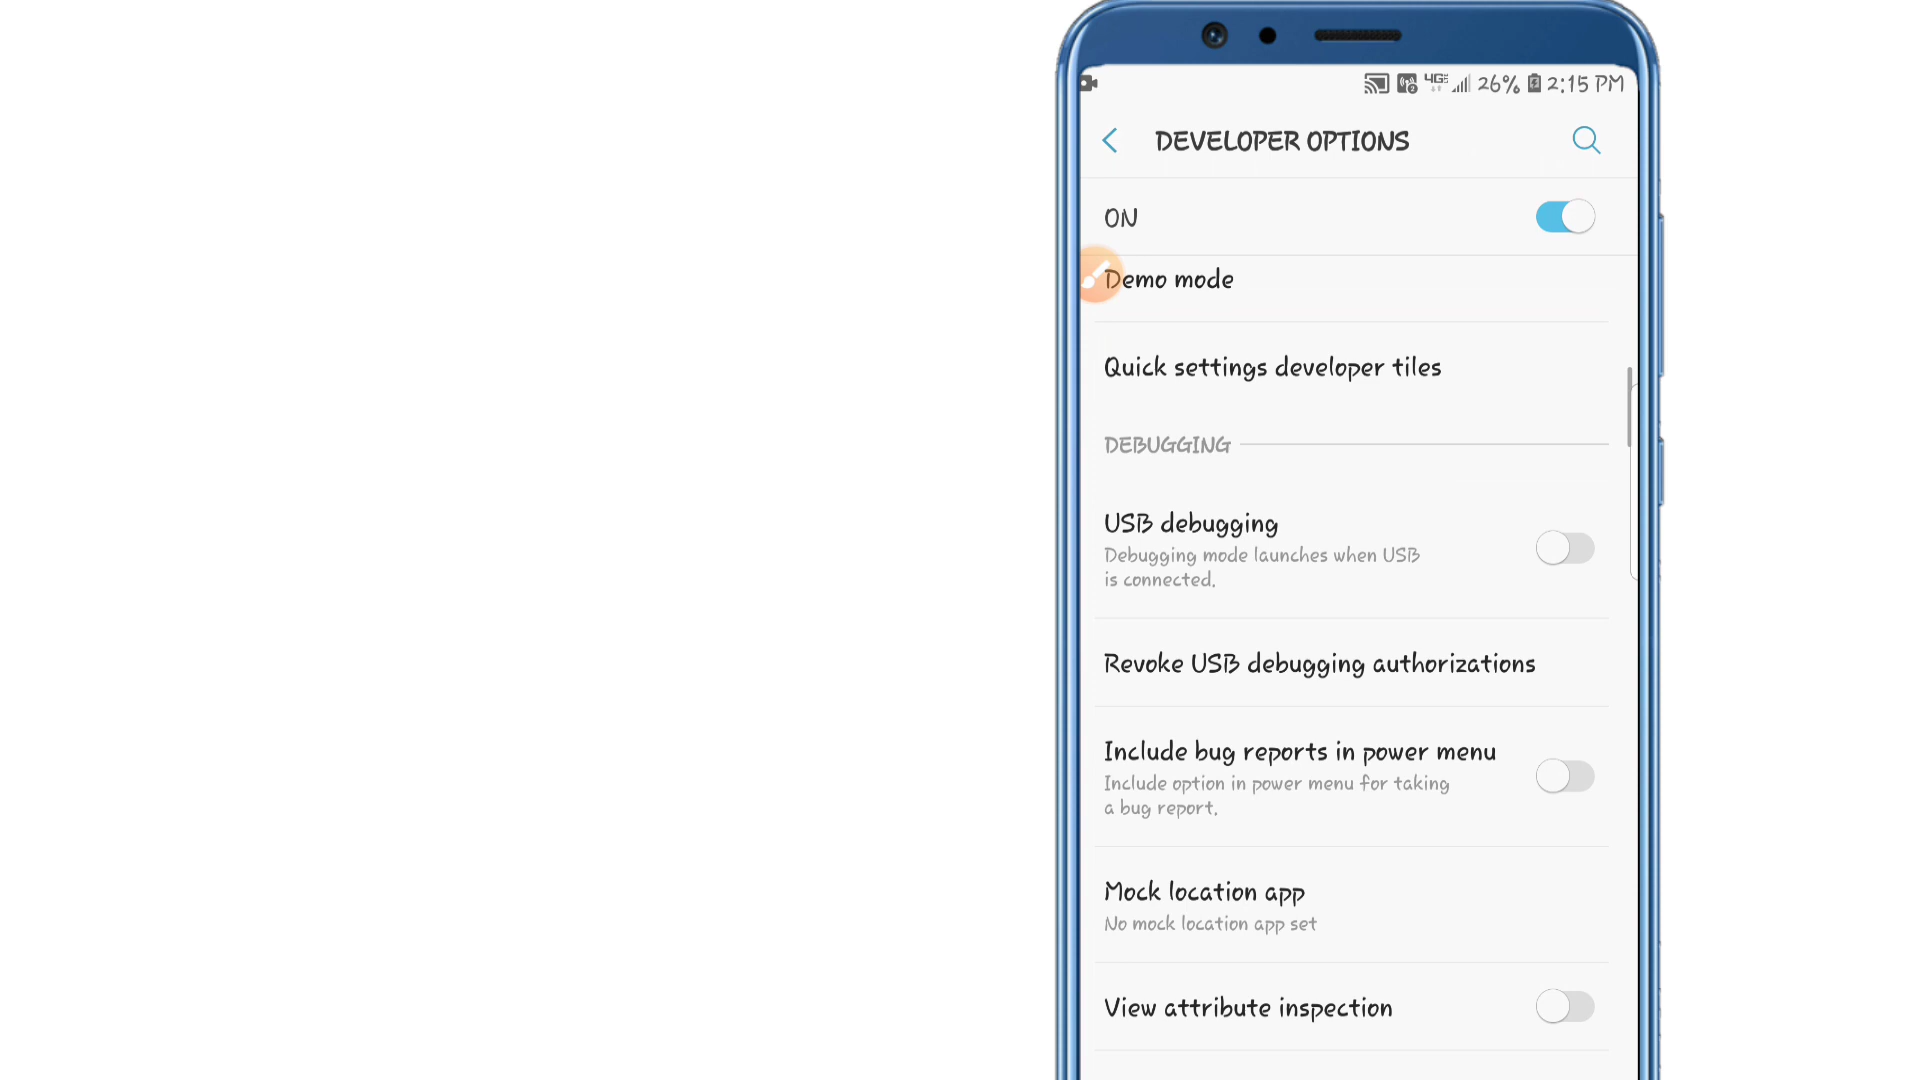 4GE 26% 2:15 PM
DEVELOPER OPTIONS
ON
Demo mode
Quick settings developer tiles
DEBUGGING
USB debugging
Debugging mode launches when USB
is connected.
Revoke USB debugging authorizations
Include bug reports in power menu
Include option in power menu for taking
a bug report.
Mock location app
No mock location app set
View attribute inspection